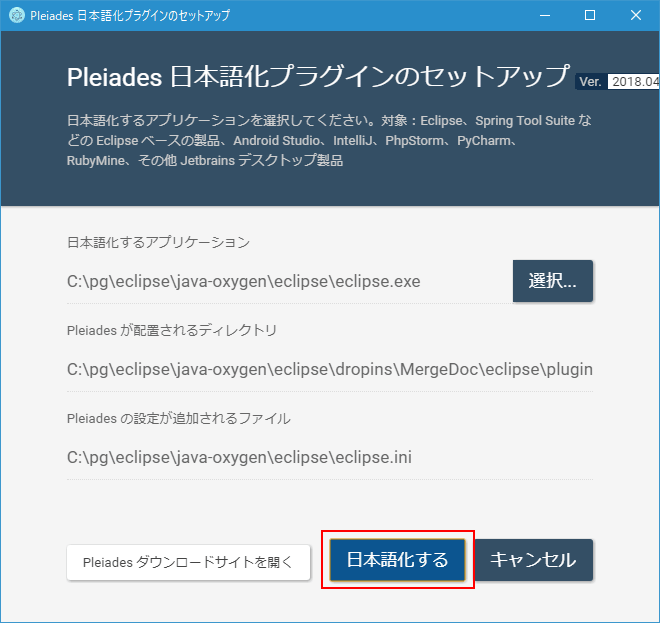 Pleiades 日本語化プラグインのセットアップ
Pleiades 日本語化プラグインのセットアップ Ver. 2018.04
日本語化するアプリケーションを選択してください。対象：Eclipse、Spring Tool Suite な
どの Eclipse ベースの製品、Android Studio、IntelliJ、PhpStorm、PyCharm、
RubyMine、その他 Jetbrains デスクトップ製品
日本語化するアプリケーション
C:\pg\eclipse\java-oxygen\eclipse\eclipse.exe
選択...
Pleiades が配置されるディレクトリ
C:\pg\eclipse\java-oxygen\eclipse\dropins\MergeDoc\eclipse\plugin
Pleiades の設定が追加されるファイル
C:\pg\eclipse\java-oxygen\eclipse\eclipse.ini
Pleiades ダウンロードサイトを開く 日本語化する キャンセル